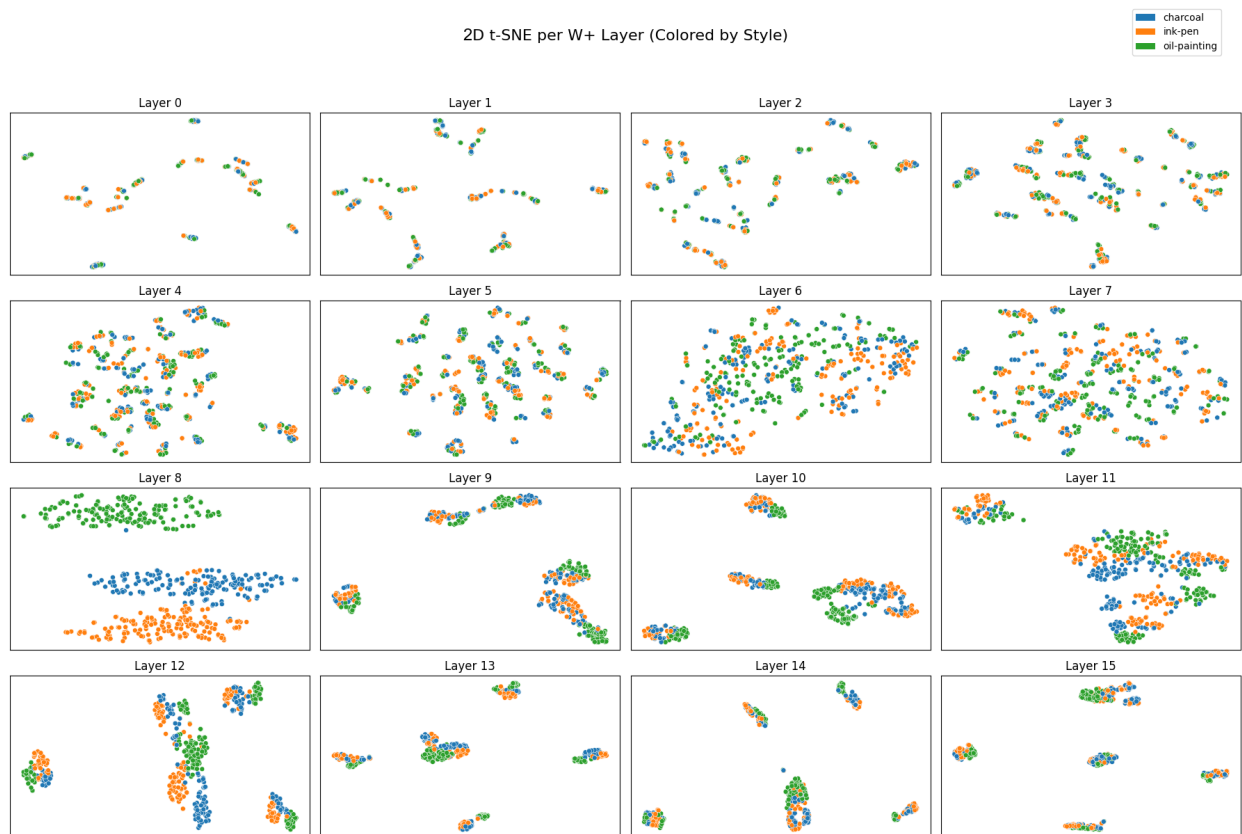 2D t-SNE per W+ Layer (Colored by Style)
charcoal
ink-pen
oil-painting
Layer 0
Layer 1
Layer 2
Layer 3
Layer 4
Layer 5
Layer 6
Layer 7
Layer 8
Layer 9
Layer 10
Layer 11
Layer 12
Layer 13
Layer 14
Layer 15